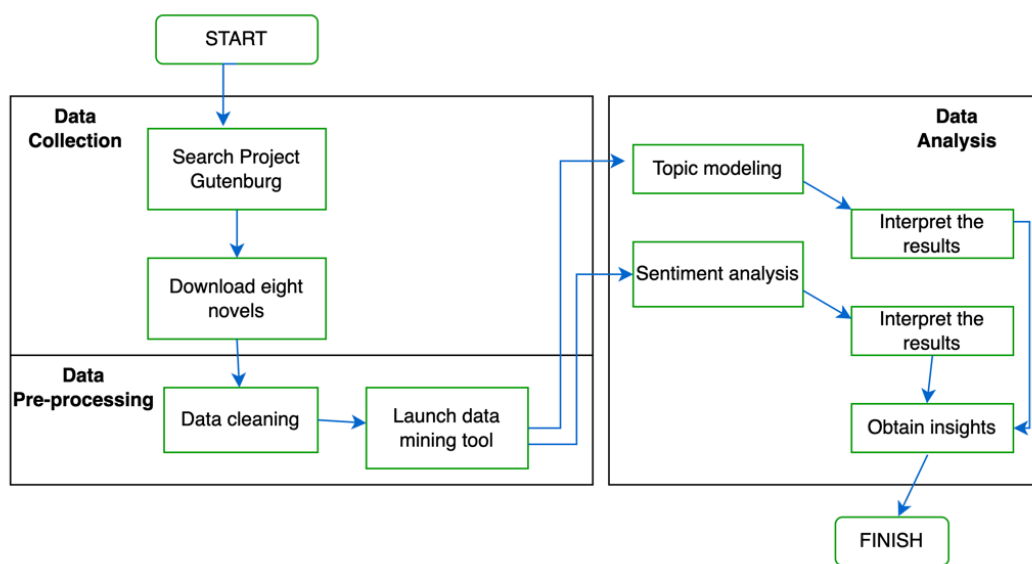 START
Data
Collection
Search Project
Gutenburg
Download eight
novels
Data
Pre-processing
Data cleaning
Launch data
mining tool
Data
Analysis
Topic modeling
Interpret the
results
Sentiment analysis
Interpret the
results
Obtain insights
FINISH